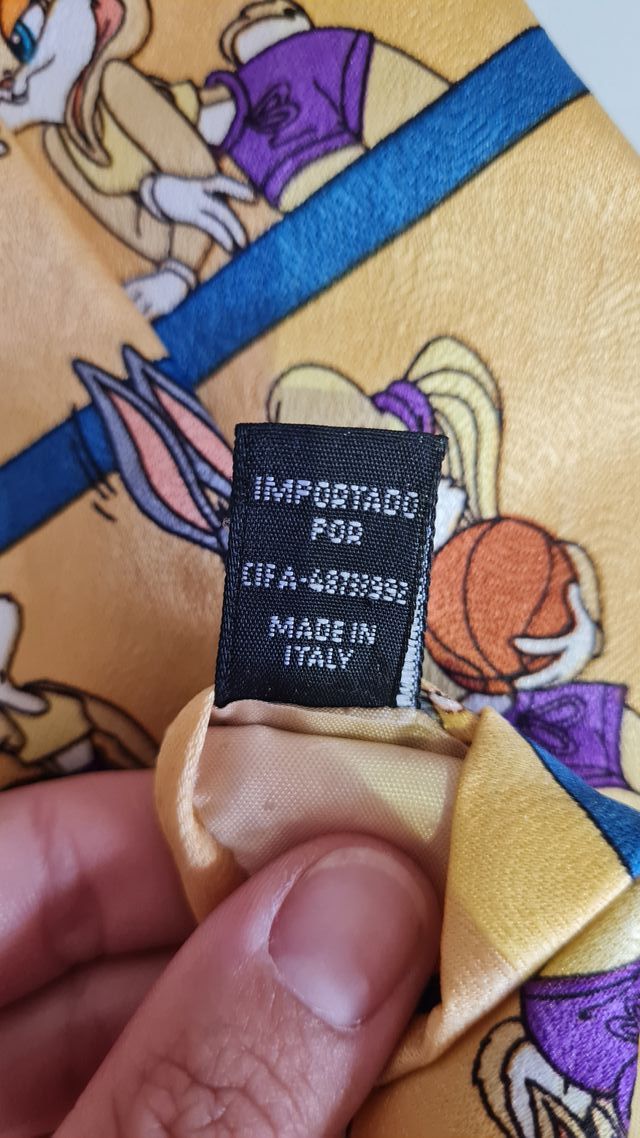 IMPORTADO
POR
CIF A-
MADE IN
ITALY